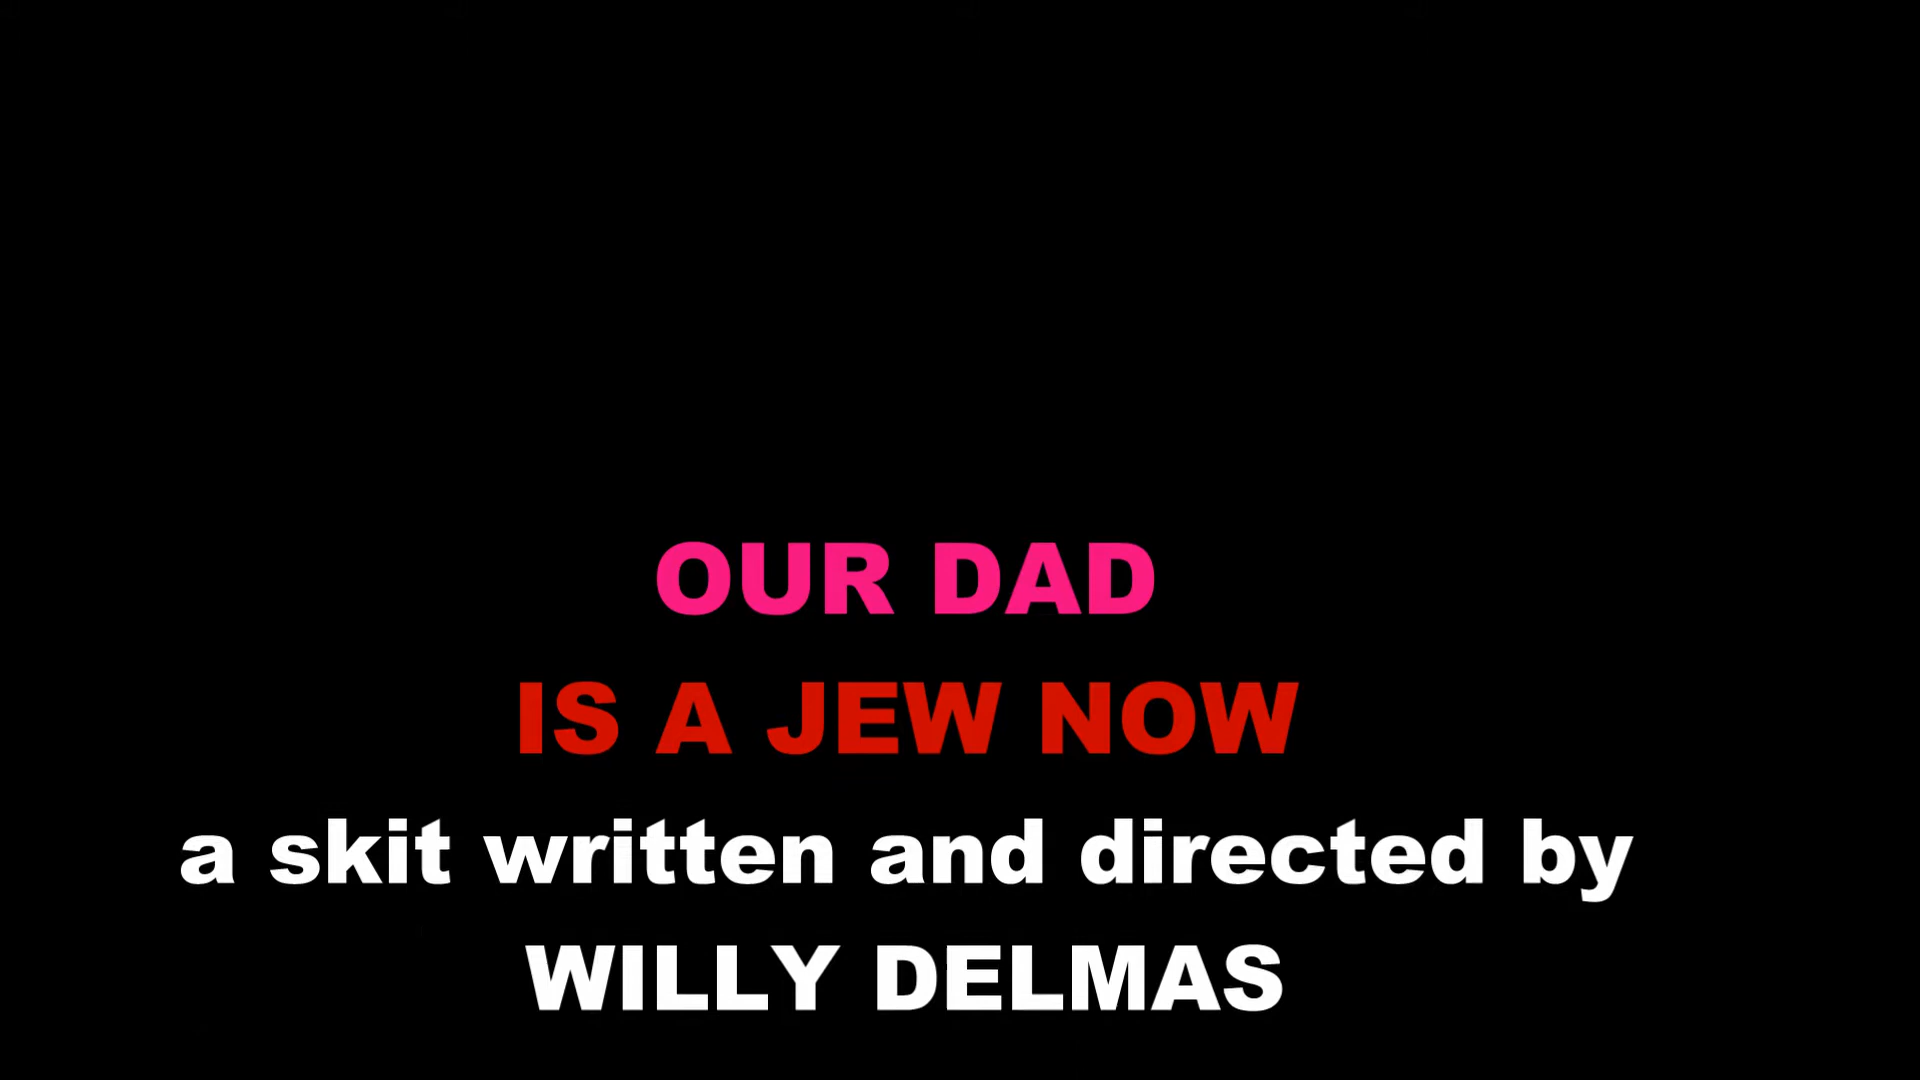 OUR DAD
IS A JEW NOW
a skit written and directed by
WILLY DELMAS